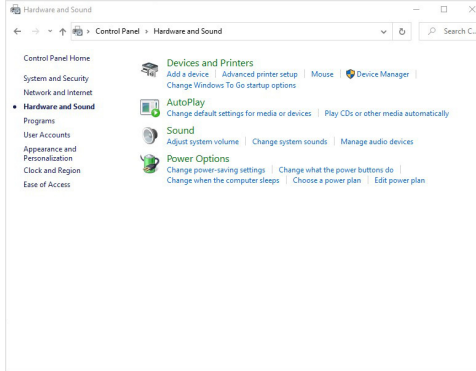 Hardware and Sound
Control Panel > Hardware and Sound
Search C...
Control Panel Home
System and Security
Network and Internet
Hardware and Sound
Programs
User Accounts
Appearance and
Personalization
Clock and Region
Ease of Access
Devices and Printers
Add a device | Advanced printer setup | Mouse | Device Manager |
Change Windows To Go startup options
AutoPlay
Change default settings for media or devices | Play CDs or other media automatically
Sound
Adjust system volume | Change system sounds | Manage audio devices
Power Options
Change power-saving settings | Change what the power buttons do |
Change when the computer sleeps | Choose a power plan | Edit power plan